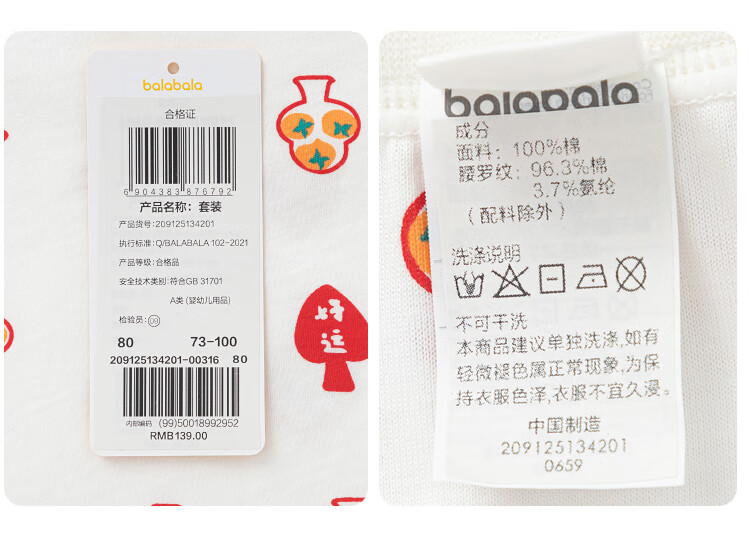 balabala
合格证
6 904383 876792
产品名称：套装
产品货号: 209125134201
执行标准: Q/BALABALA 102-2021
产品等级: 合格品
安全技术类别: 符合GB 31701
A类 (婴幼儿用品)
检验员: 09
80 73-100
209125134201-00316 80
内部编码 (99)50018992952
RMB139.00
好
运
balabala
成分
面料: 100%棉
腰罗纹: 96.3%棉
3.7%氨纶
(配料除外)
洗涤说明
不可干洗
本商品建议单独洗涤,如有
轻微褪色属正常现象,为保
持衣服色泽,衣服不宜久浸。
中国制造
209125134201
0659